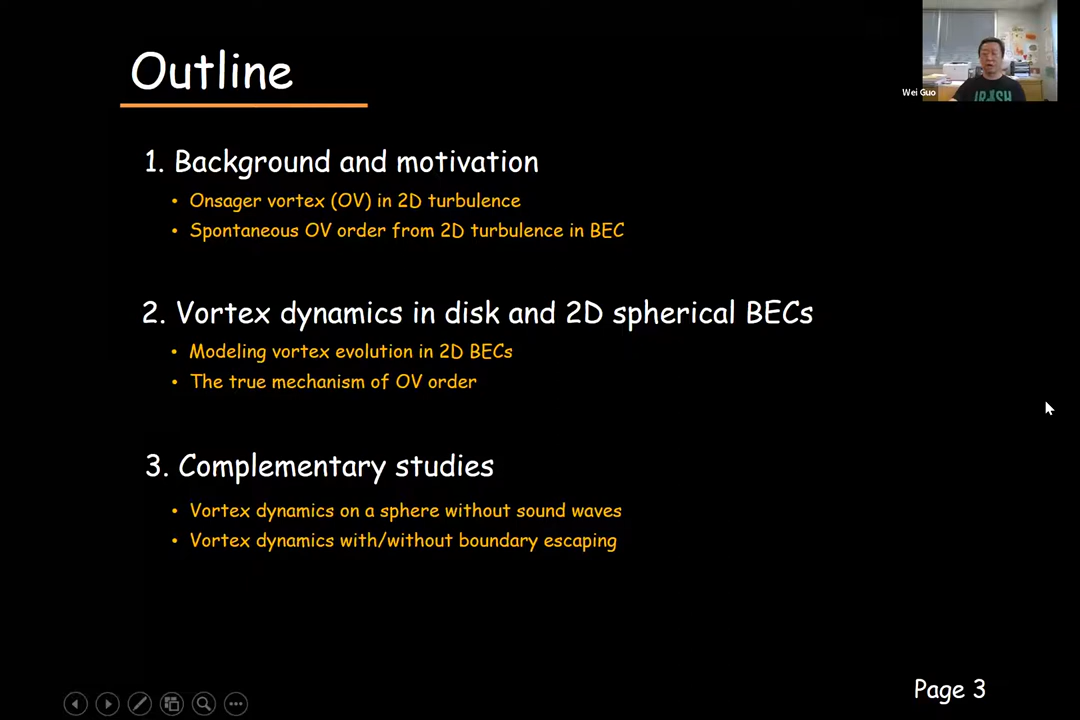 Outline
Wei Guo
1. Background and motivation
• Onsager vortex (OV) in 2D turbulence
• Spontaneous OV order from 2D turbulence in BEC
2. Vortex dynamics in disk and 2D spherical BECs
• Modeling vortex evolution in 2D BECs
• The true mechanism of OV order
3. Complementary studies
• Vortex dynamics on a sphere without sound waves
• Vortex dynamics with/without boundary escaping
Page 3